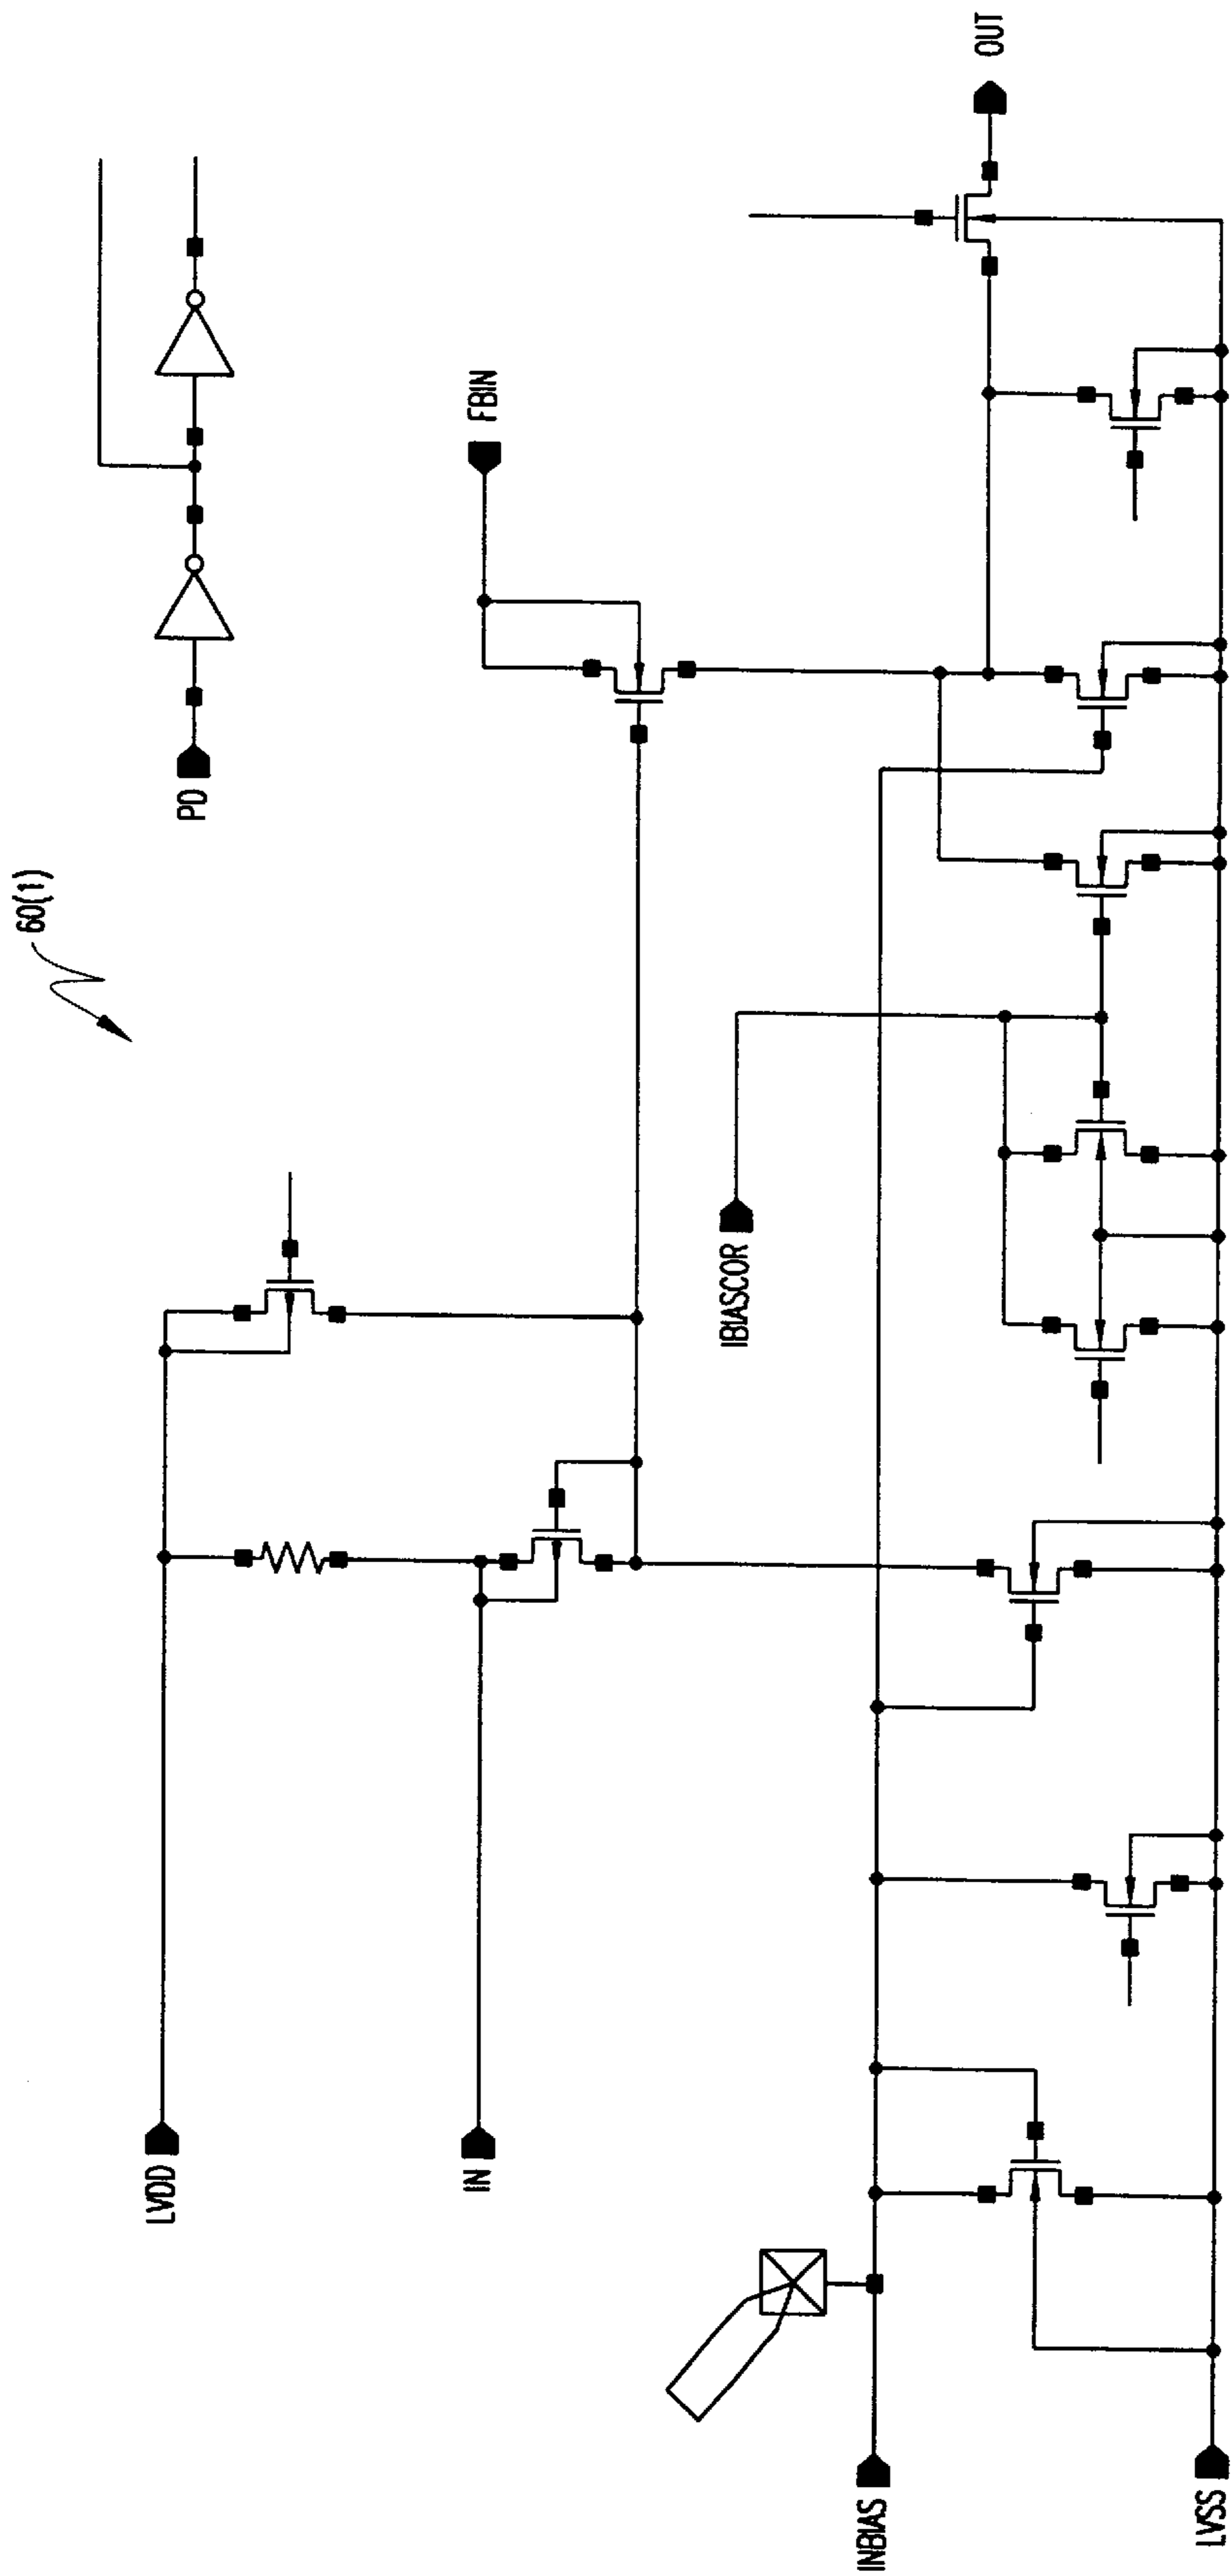 60(1)
PD
LVDD
FBIN
IN
IBIASCOR
OUT
INBIAS
LVSS